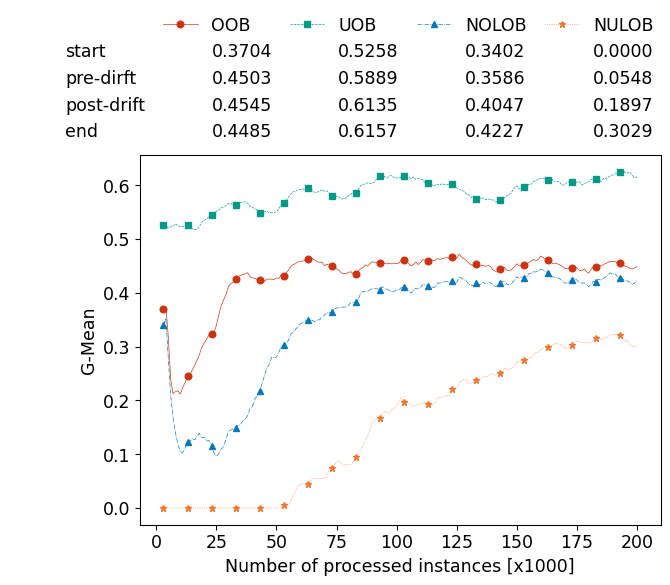 OOB UOB NOLOB NULOB
start 0.3704 0.5258 0.3402 0.0000
pre-dirft 0.4503 0.5889 0.3586 0.0548
post-drift 0.4545 0.6135 0.4047 0.1897
end 0.4485 0.6157 0.4227 0.3029
0.6
0.5
0.4
0.3
0.2
0.1
0.0
G-Mean
0 25 50 75 100 125 150 175 200
Number of processed instances [x1000]